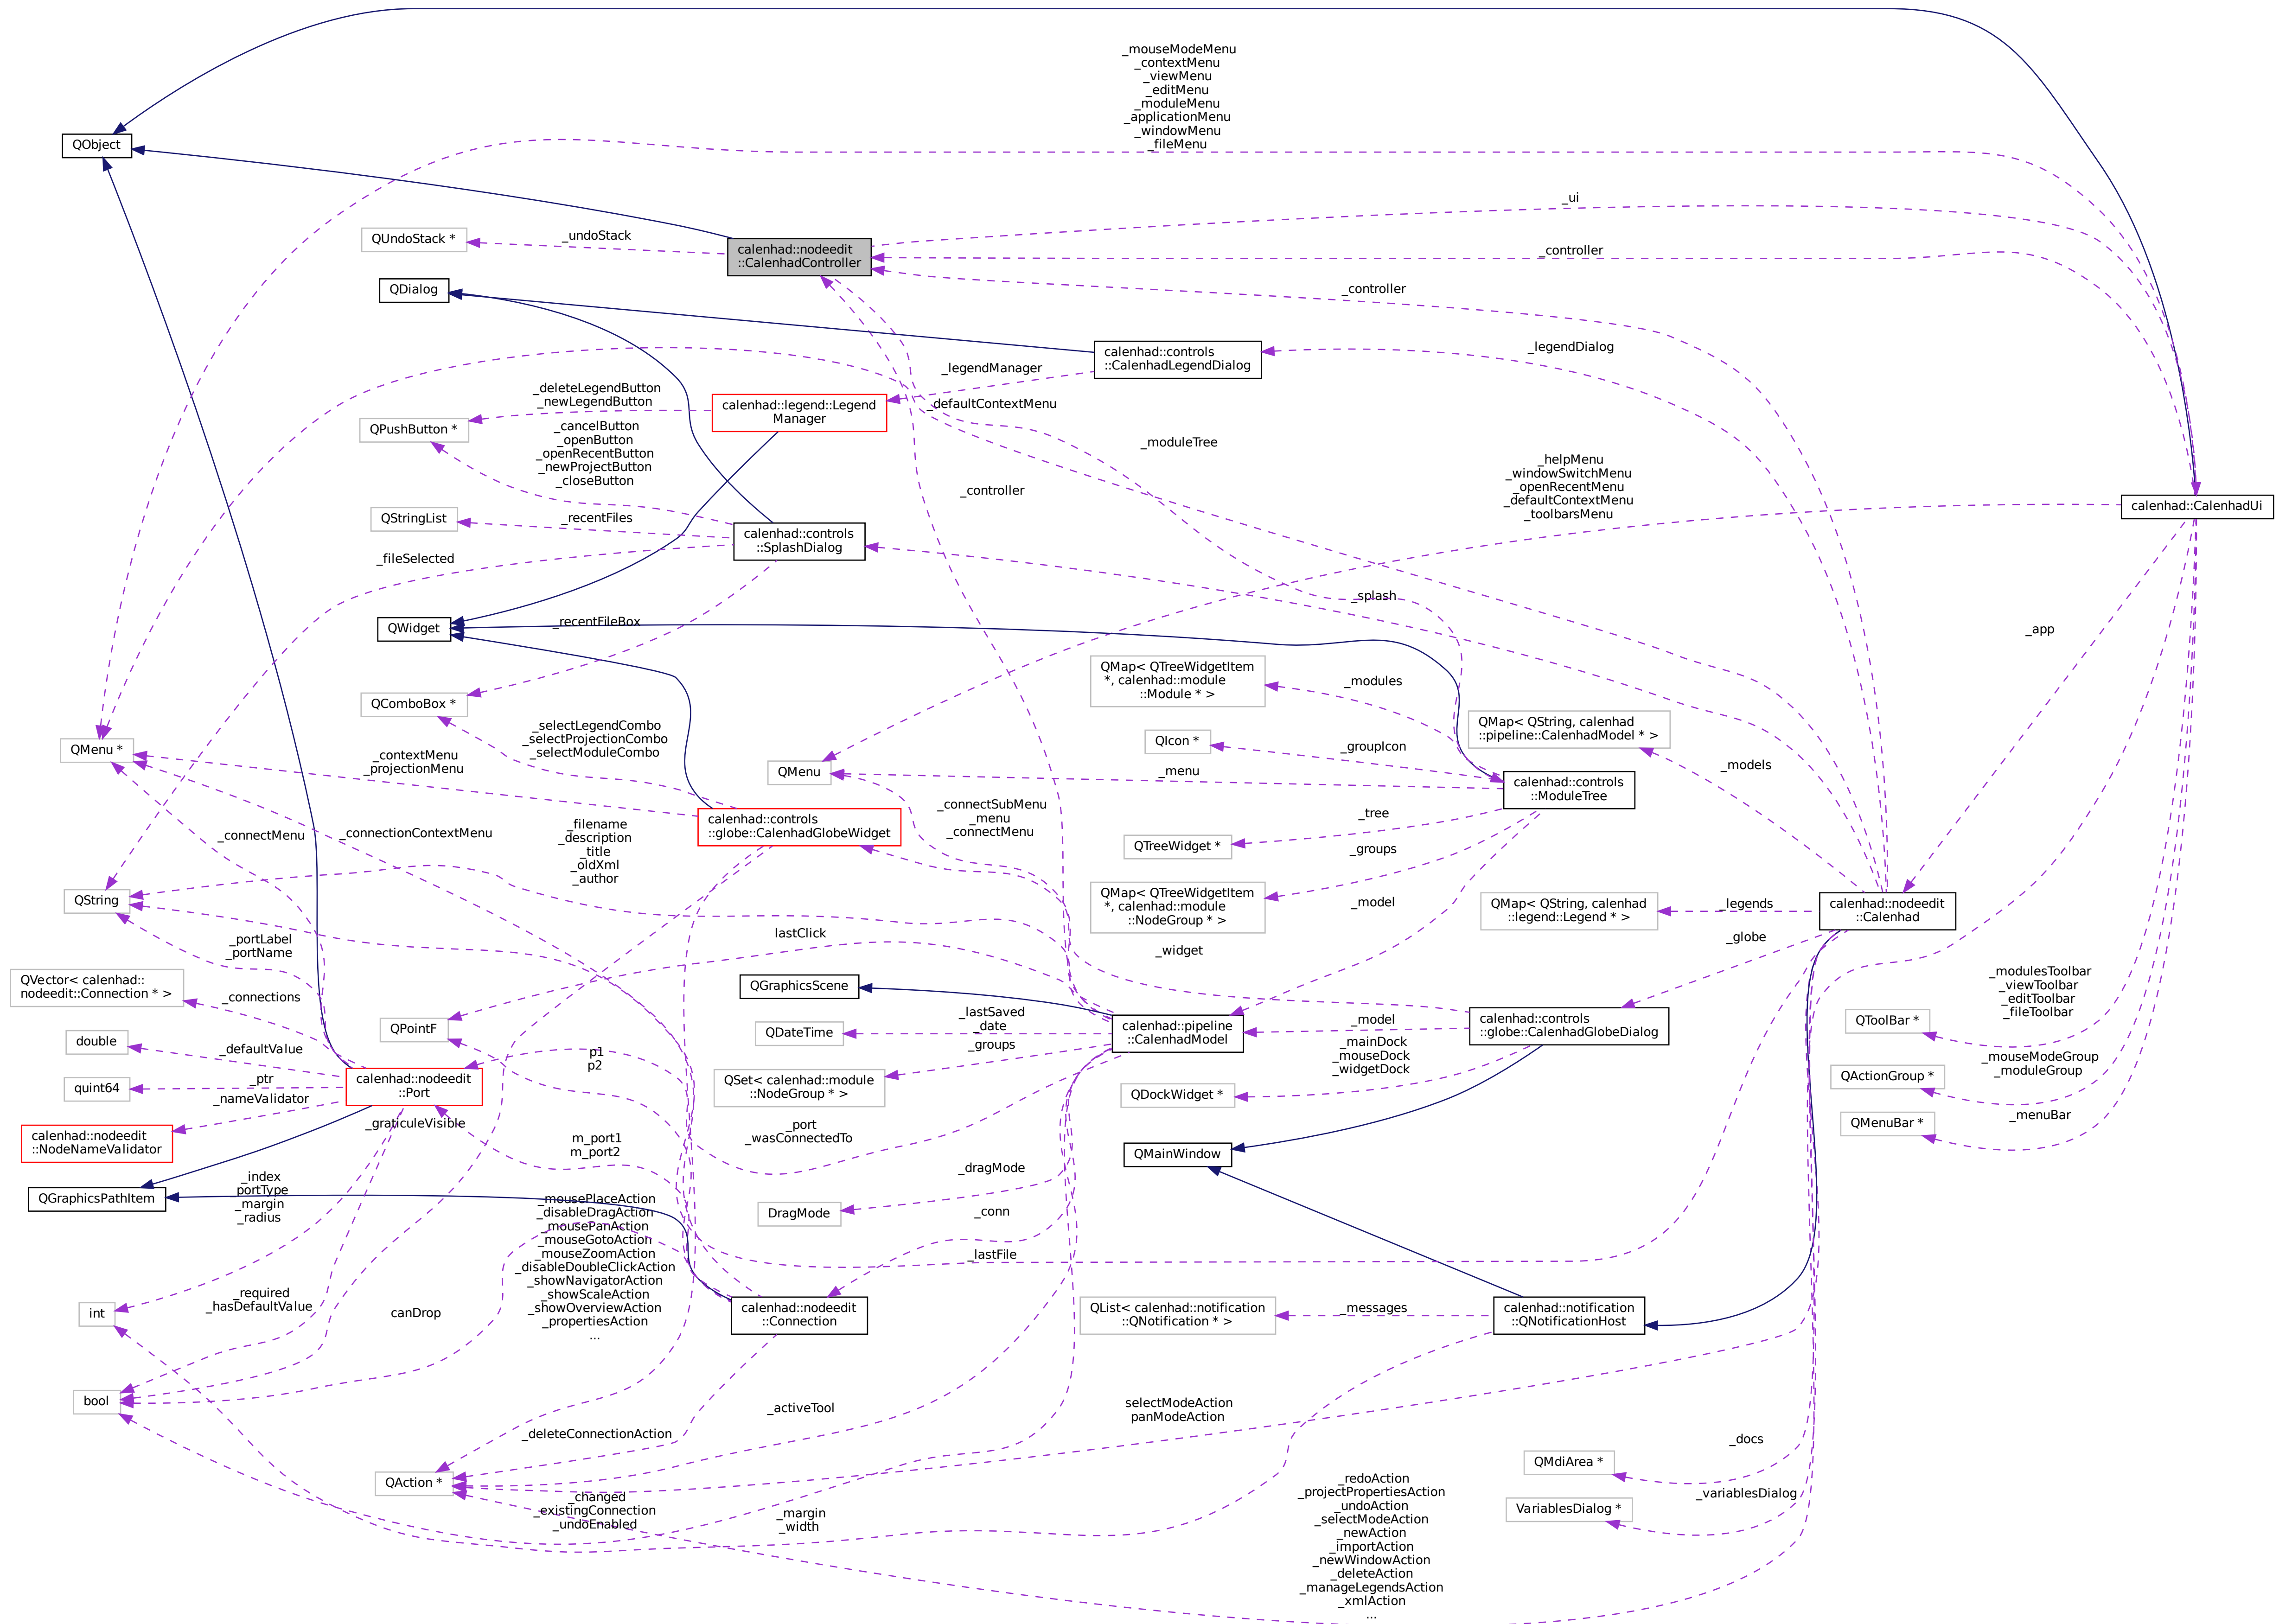 _mouseModeMenu
_contextMenu
_viewMenu
_editMenu
_moduleMenu
_applicationMenu
_windowMenu
_fileMenu
QObject
_ui
QUndoStack *
_undoStack
calenhad::nodeedit
::CalenhadController
_controller
QDialog
_controller
calenhad::controls
::CalenhadLegendDialog
_legendDialog
_legendManager
_deleteLegendButton
_newLegendButton
calenhad::legend::Legend
Manager
_defaultContextMenu
QPushButton *
_cancelButton
_openButton
_openRecentButton
_newProjectButton
_closeButton
_moduleTree
_helpMenu
_windowSwitchMenu
_openRecentMenu
_defaultContextMenu
_toolbarsMenu
_controller
calenhad::CalenhadUi
QStringList
_recentFiles
calenhad::controls
::SplashDialog
_fileSelected
_splash
QWidget
_recentFileBox
_app
QMap< QTreeWidgetItem
*, calenhad::module
::Module * >
_modules
QComboBox *
_selectLegendCombo
_selectProjectionCombo
_selectModuleCombo
QMap< QString, calenhad
::pipeline::CalenhadModel * >
QMenu *
_contextMenu
_projectionMenu
QIcon *
_groupIcon
QMenu
_menu
_models
calenhad::controls
::ModuleTree
calenhad::controls
::globe::CalenhadGlobeWidget
_connectSubMenu
_menu
_connectMenu
_tree
_connectMenu
_connectionContextMenu
_filename
_description
_title
_oldXml
_author
QTreeWidget *
_groups
QString
QMap< QTreeWidgetItem
*, calenhad::module
::NodeGroup * >
_model
QMap< QString, calenhad
::legend::Legend * >
_legends
calenhad::nodeedit
::Calenhad
_portLabel
_portName
lastClick
_widget
_globe
QVector< calenhad::
nodeedit::Connection * >
_connections
QGraphicsScene
_modulesToolbar
_viewToolbar
_editToolbar
_fileToolbar
QToolBar *
QPointF
QDateTime
_lastSaved
_date
calenhad::pipeline
::CalenhadModel
_model
calenhad::controls
::globe::CalenhadGlobeDialog
double
_defaultValue
p1
p2
_groups
_mainDock
_mouseDock
_widgetDock
_mouseModeGroup
_moduleGroup
QActionGroup *
quint64
_ptr
calenhad::nodeedit
::Port
QSet< calenhad::module
::NodeGroup * >
QDockWidget *
_nameValidator
_menuBar
QMenuBar *
calenhad::nodeedit
::NodeNameValidator
_graticuleVisible
m_port1
m_port2
_port
_wasConnectedTo
QMainWindow
QGraphicsPathItem
_index
_portType
_margin
_radius
_dragMode
DragMode
_conn
_mousePlaceAction
_disableDragAction
_mousePanAction
_mouseGotoAction
_mouseZoomAction
_disableDoubleClickAction
_showNavigatorAction
_showScaleAction
_showOverviewAction
_propertiesAction
...
_lastFile
int
_required
_hasDefaultValue
canDrop
calenhad::nodeedit
::Connection
QList< calenhad::notification
::QNotification * >
_messages
calenhad::notification
::QNotificationHost
bool
_activeTool
selectModeAction
panModeAction
_deleteConnectionAction
_docs
QMdiArea *
QAction *
_changed
_existingConnection
_undoEnabled
_margin
_width
_variablesDialog
VariablesDialog *
_redoAction
_projectPropertiesAction
_undoAction
_selectModeAction
_newAction
_importAction
_newWindowAction
_deleteAction
_manageLegendsAction
_xmlAction
...